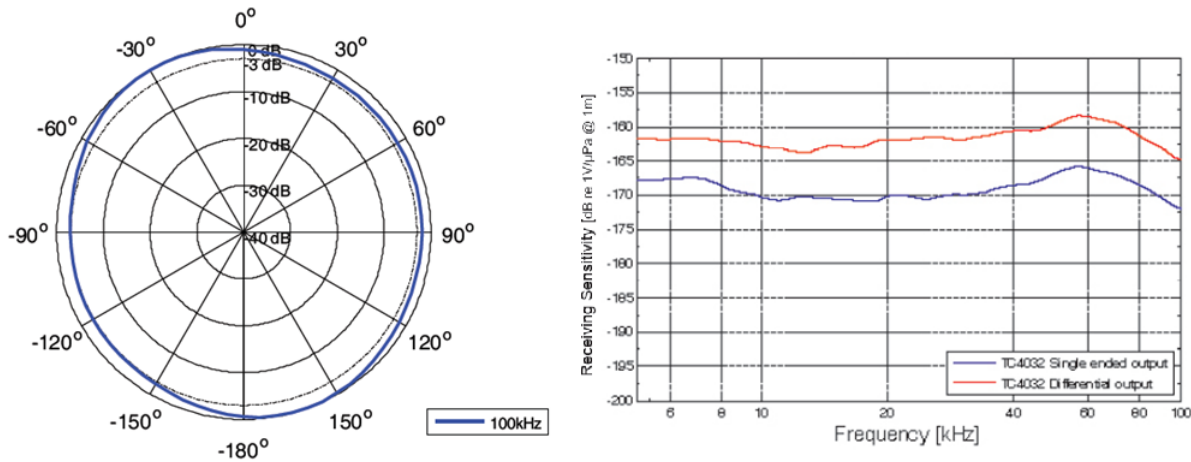 0°
-30°
30°
-60°
60°
-90°
90°
-120°
120°
-150°
150°
-180°
0 dB
-3 dB
-10 dB
-20 dB
-30 dB
-40 dB
100kHz
Receiving Sensitivity [dB re 1V/µPa @ 1m]
-150
-155
-160
-165
-170
-175
-180
-185
-190
-195
-200
TC4032 Single ended output
TC4032 Differential output
6
8
10
20
40
60
80
100
Frequency [kHz]